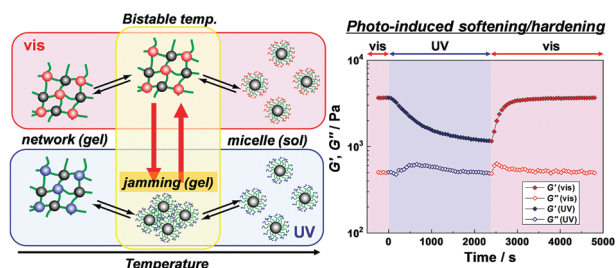 Bistable temp.
vis
network (gel)
micelle (sol)
jamming (gel)
UV
Temperature
Photo-induced softening/hardening
vis
UV
vis
G', G'' / Pa
10⁴
10³
10²
0
1000
2000
3000
4000
5000
Time / s
G' (vis)
G'' (vis)
G' (UV)
G'' (UV)